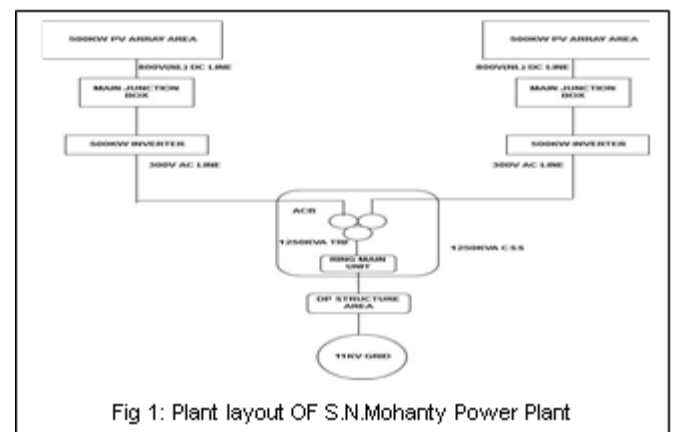 500KW PV ARRAY AREA
500KW PV ARRAY AREA
800V(NL) DC LINE
800V(NL) DC LINE
MAIN JUNCTION
BOX
MAIN JUNCTION
BOX
500KW INVERTER
500KW INVERTER
300V AC LINE
300V AC LINE
ACB
1250KVA TRF
1250KVA CSS
RING MAIN
UNIT
DP STRUCTURE
AREA
11KV GRID
Fig 1: Plant layout OF S.N.Mohanty Power Plant